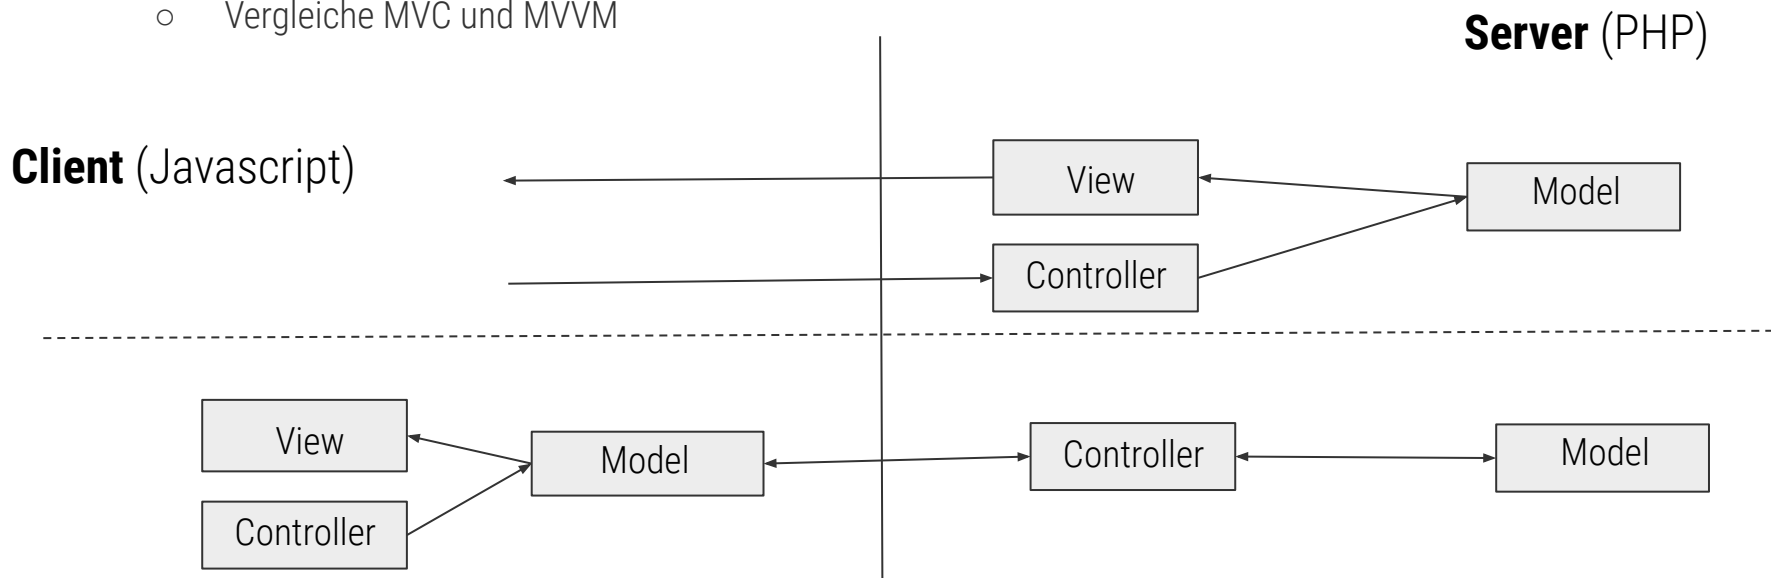 ○ Vergleiche MVC und MVVM
Server (PHP)
Client (Javascript)
View
Model
Controller
View
Model
Controller
Model
Controller